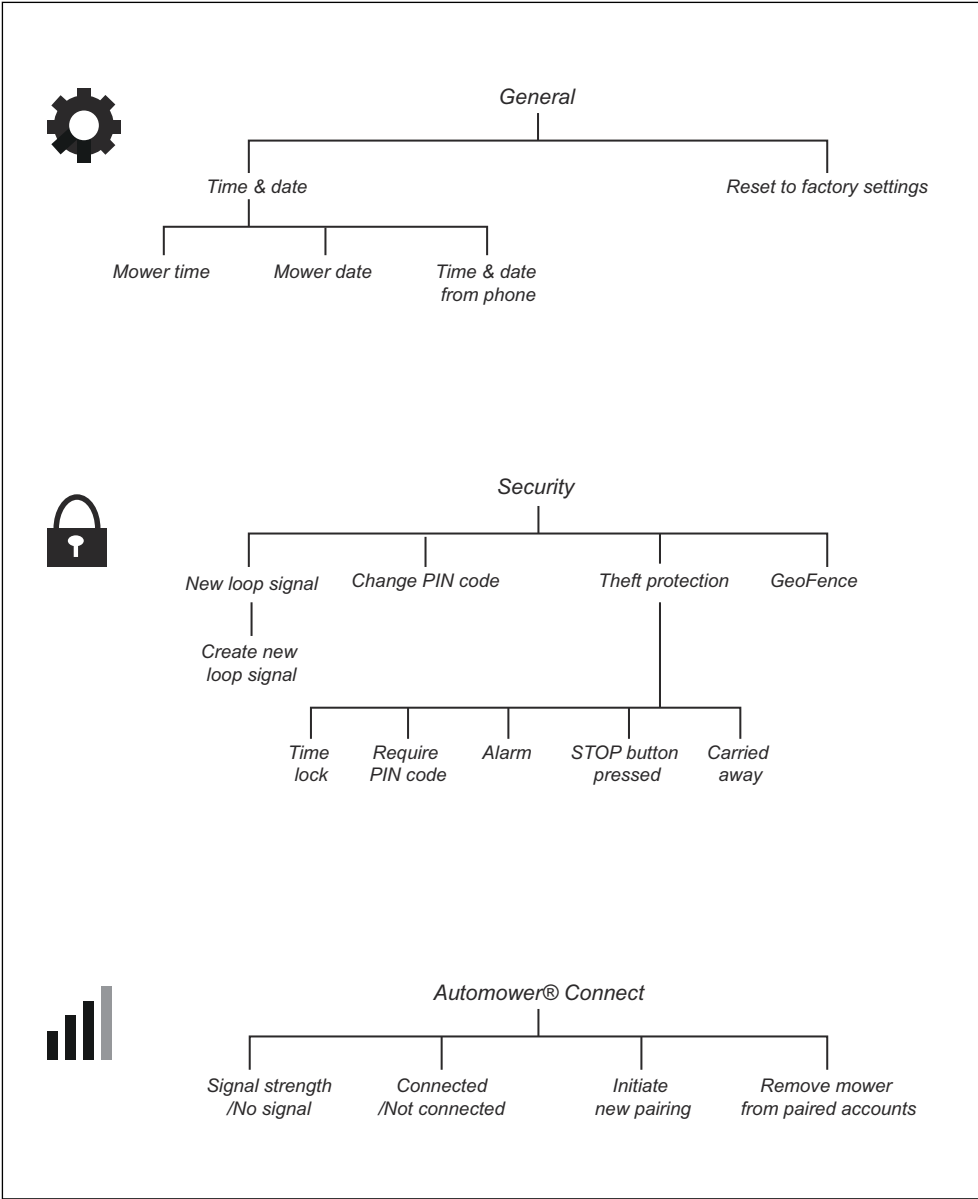 General
Time & date
Reset to factory settings
Mower time
Mower date
Time & date
from phone
Security
New loop signal
Change PIN code
Theft protection
GeoFence
Create new
loop signal
Time
lock
Require
PIN code
Alarm
STOP button
pressed
Carried
away
Automower® Connect
Signal strength
/No signal
Connected
/Not connected
Initiate
new pairing
Remove mower
from paired accounts